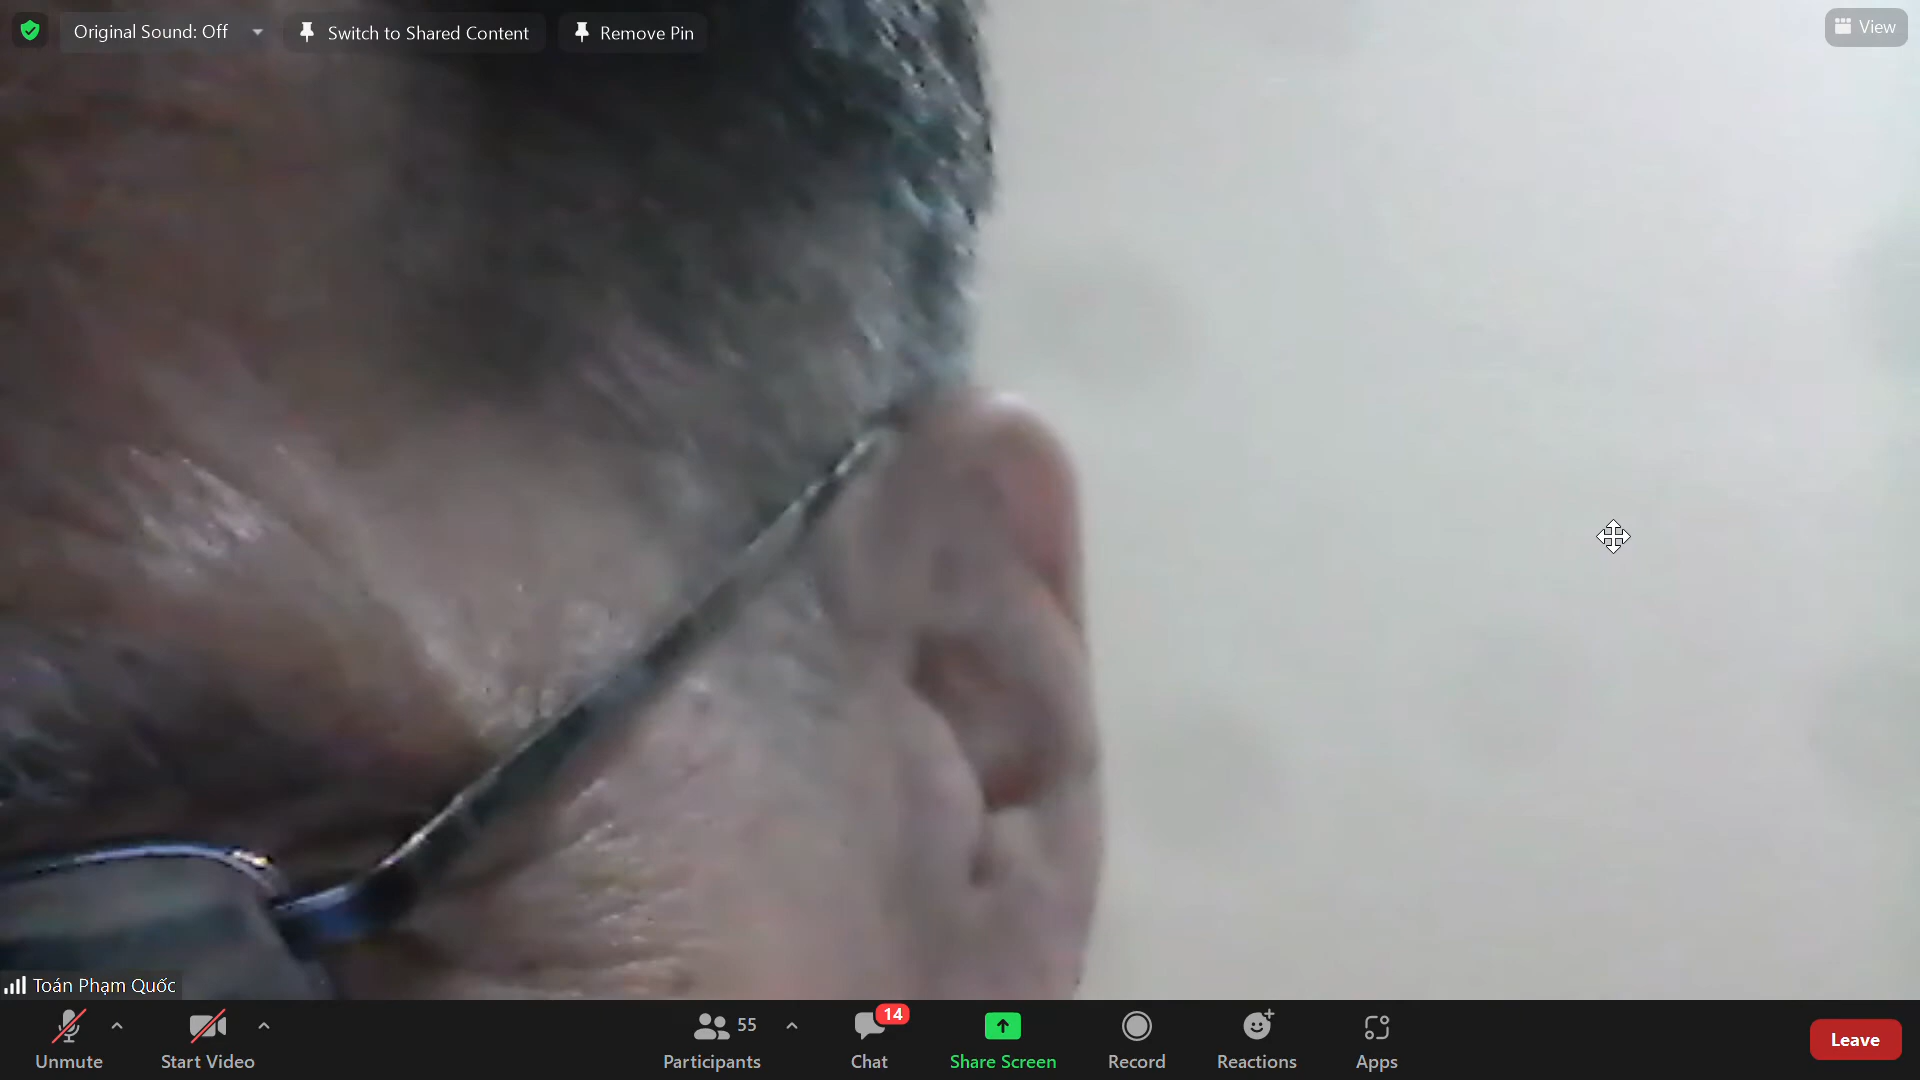 Original Sound: Off
Switch to Shared Content
Remove Pin
View
Toán Phạm Quốc
Unmute
Start Video
55
Participants
14
Chat
Share Screen
Record
Reactions
Apps
Leave